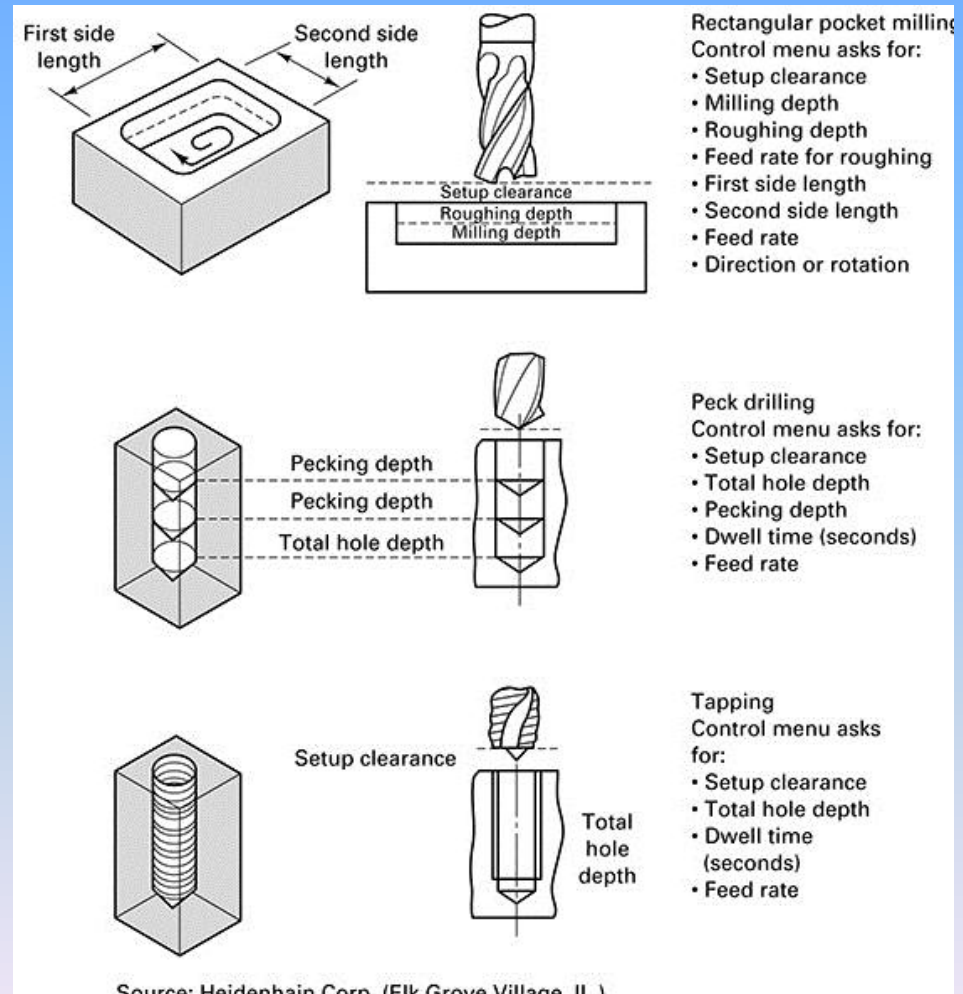 First side
length
Second side
length
Setup clearance
Roughing depth
Milling depth
Rectangular pocket milling
Control menu asks for:
• Setup clearance
• Milling depth
• Roughing depth
• Feed rate for roughing
• First side length
• Second side length
• Feed rate
• Direction or rotation
Pecking depth
Pecking depth
Total hole depth
Peck drilling
Control menu asks for:
• Setup clearance
• Total hole depth
• Pecking depth
• Dwell time (seconds)
• Feed rate
Setup clearance
Total
hole
depth
Tapping
Control menu asks
for:
• Setup clearance
• Total hole depth
• Dwell time
(seconds)
• Feed rate
Source: Heidenhain Corp. (Elk Grove Village, IL.)